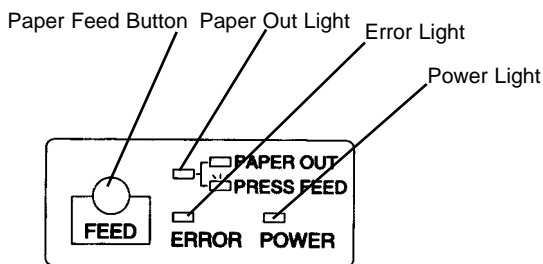 Paper Feed Button
Paper Out Light
Error Light
Power Light
PAPER OUT
PRESS FEED
FEED
ERROR
POWER